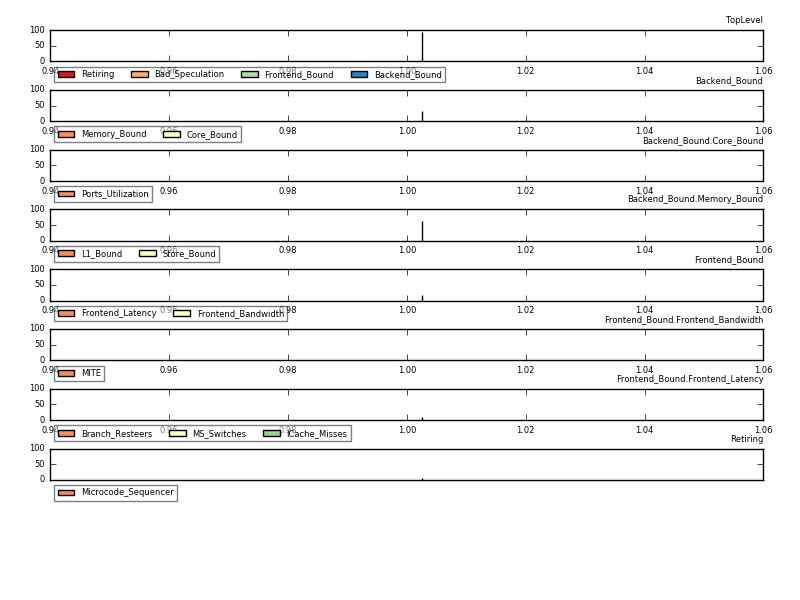 TopLevel
100
50
0
0.94 0.96 0.98 1.00 1.02 1.04 1.06
Retiring Bad_Speculation Frontend_Bound Backend_Bound
Backend_Bound
100
50
0
0.94 0.96 0.98 1.00 1.02 1.04 1.06
Memory_Bound Core_Bound
Backend_Bound.Core_Bound
100
50
0
0.94 0.96 0.98 1.00 1.02 1.04 1.06
Ports_Utilization
Backend_Bound.Memory_Bound
100
50
0
0.94 0.96 0.98 1.00 1.02 1.04 1.06
L1_Bound Store_Bound
Frontend_Bound
100
50
0
0.94 0.96 0.98 1.00 1.02 1.04 1.06
Frontend_Latency Frontend_Bandwidth
Frontend_Bound.Frontend_Bandwidth
100
50
0
0.94 0.96 0.98 1.00 1.02 1.04 1.06
MITE
Frontend_Bound.Frontend_Latency
100
50
0
0.94 0.96 0.98 1.00 1.02 1.04 1.06
Branch_Resteers MS_Switches ICache_Misses
Retiring
100
50
0
Microcode_Sequencer